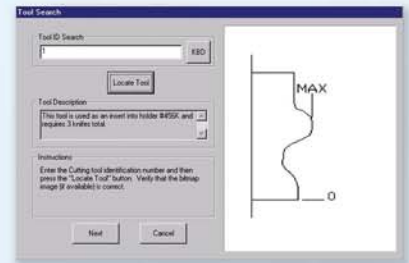 Tool Search
Tool ID Search
1
KBD
Locate Tool
Tool Description
This tool is used as an insert into holder #456K and
requires 3 knifes total.
Instructions
Enter the Cutting tool identification number and then
press the "Locate Tool" button. Verify that the bitmap
image (if available) is correct.
Next
Cancel
MAX
0